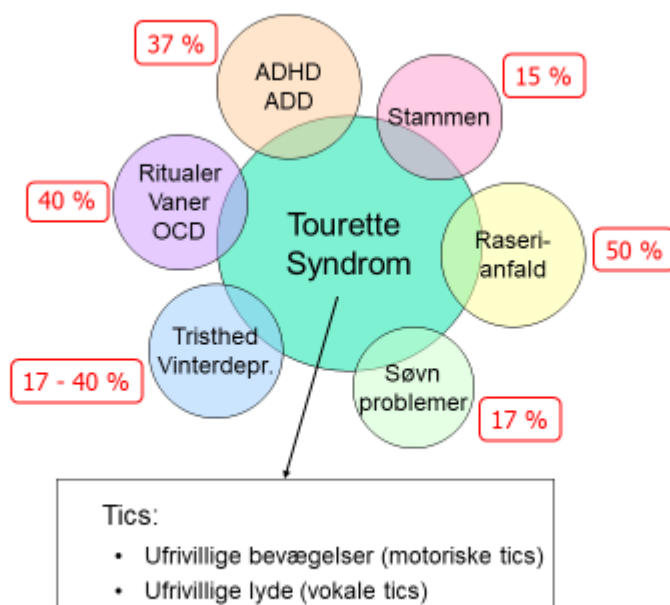 37 %
ADHD
ADD
15 %
Stammen
40 %
Ritualer
Vaner
OCD
Tourette
Syndrom
Raseri-
anfald
50 %
Tristhed
Vinterdepr.
17 - 40 %
Søvn
problemer
17 %
Tics:
• Ufrivillige bevægelser (motoriske tics)
• Ufrivillige lyde (vokale tics)